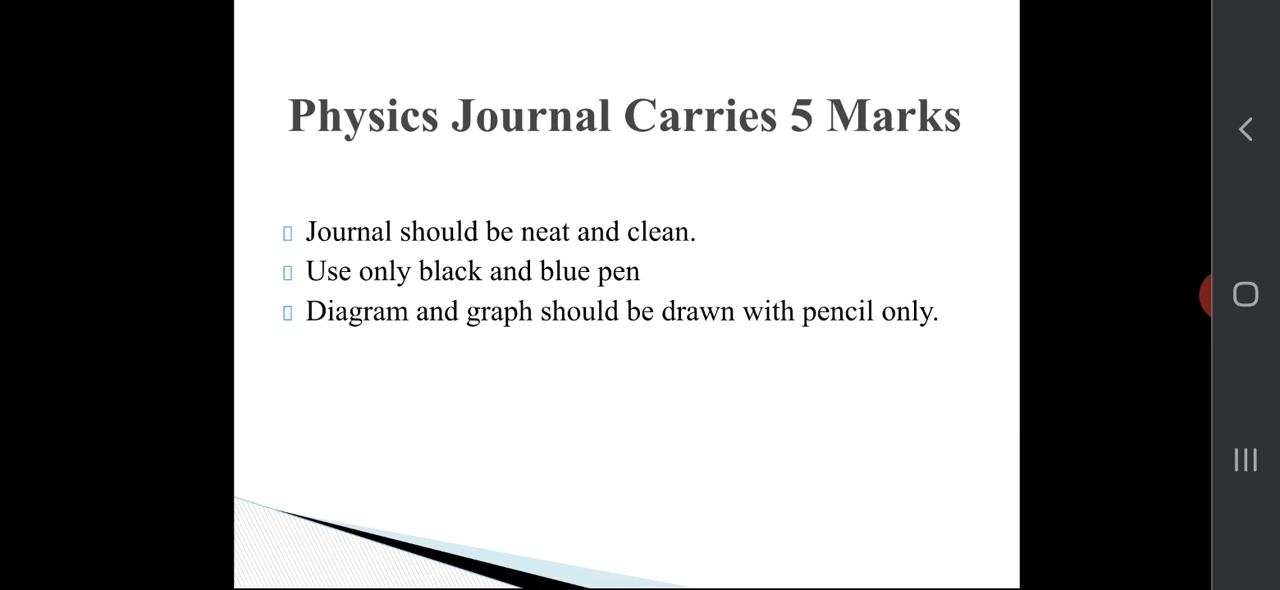 Physics Journal Carries 5 Marks
Journal should be neat and clean.
Use only black and blue pen
Diagram and graph should be drawn with pencil only.